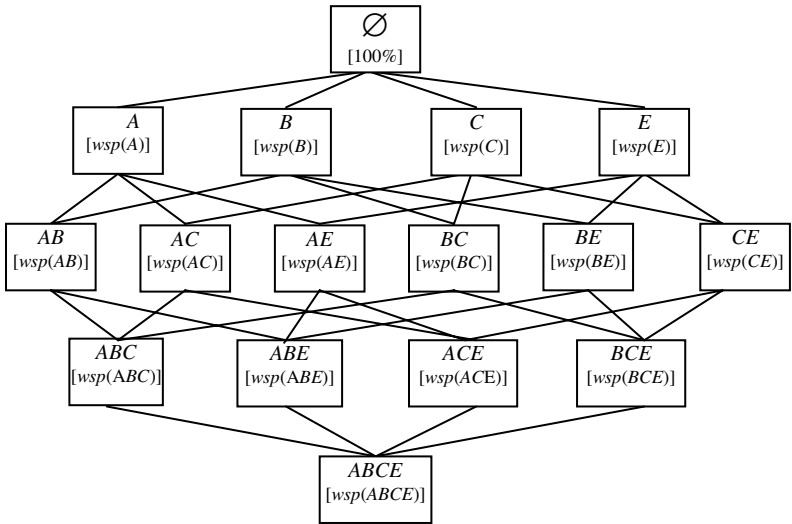 ∅
[100%]
A
[wsp(A)]
B
[wsp(B)]
C
[wsp(C)]
E
[wsp(E)]
AB
[wsp(AB)]
AC
[wsp(AC)]
AE
[wsp(AE)]
BC
[wsp(BC)]
BE
[wsp(BE)]
CE
[wsp(CE)]
ABC
[wsp(ABC)]
ABE
[wsp(ABE)]
ACE
[wsp(ACE)]
BCE
[wsp(BCE)]
ABCE
[wsp(ABCE)]